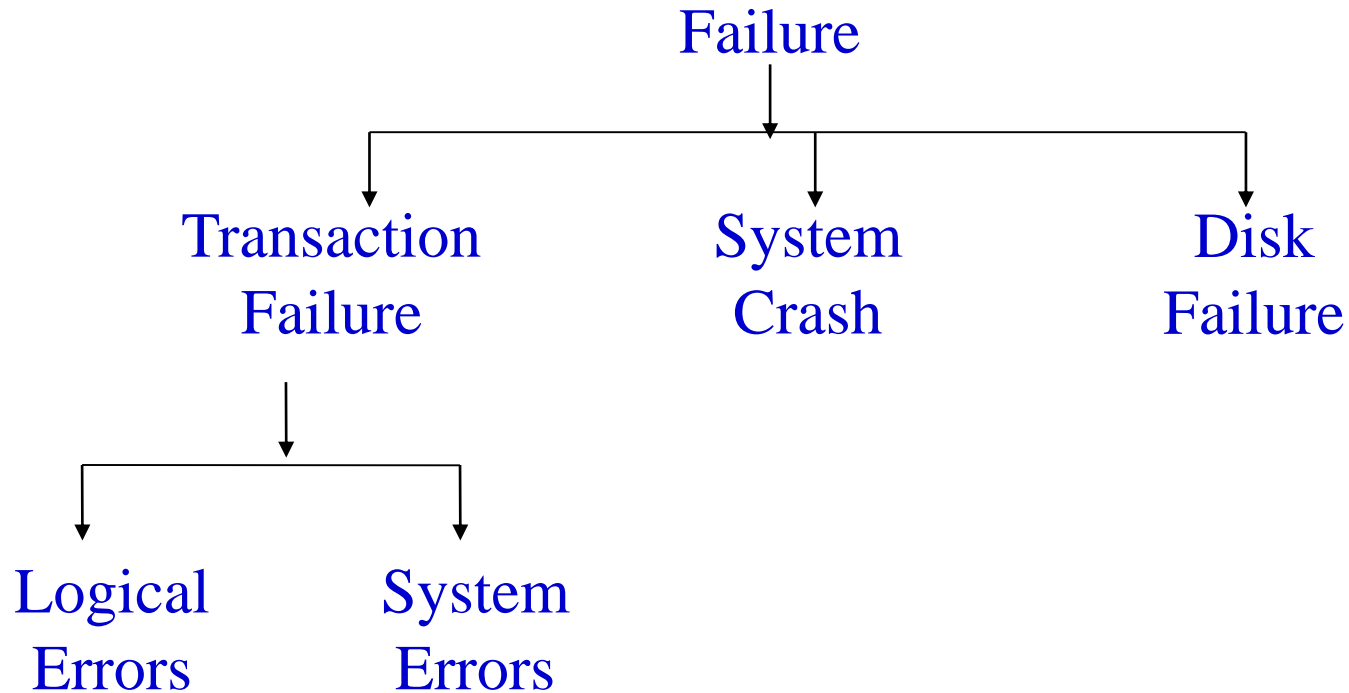 Failure
Transaction
Failure
System
Crash
Disk
Failure
Logical
Errors
System
Errors